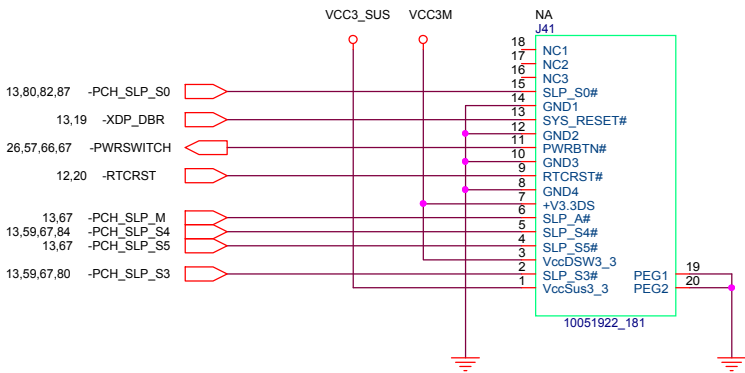 VCC3_SUS VCC3M NA
J41
18 NC1
17 NC2
16 NC3
13,80,82,87 -PCH_SLP_S0 15 SLP_S0#
14 GND1
13,19 -XDP_DBR 13 SYS_RESET#
12 GND2
26,57,66,67 -PWRSWITCH 11 PWRBTN#
10 GND3
12,20 -RTCRST 9 RTCRST#
8 GND4
7 +V3.3DS
13,67 -PCH_SLP_M 6 SLP_A#
13,59,67,84 -PCH_SLP_S4 5 SLP_S4#
13,67 -PCH_SLP_S5 4 SLP_S5#
3 VccDSW3_3
13,59,67,80 -PCH_SLP_S3 2 SLP_S3# PEG1 19
1 VccSus3_3 PEG2 20
10051922_181